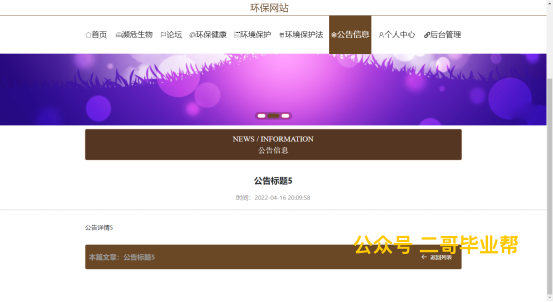 环保网站
首页 濒危生物 论坛 环保健康 环境保护 环境保护法 公告信息 个人中心 后台管理
NEWS / INFORMATION
公告信息
公告标题5
时间：2022-04-16 20:09:58
公告详情5
公众号 二哥毕业帮
本篇文章：公告标题5
返回列表